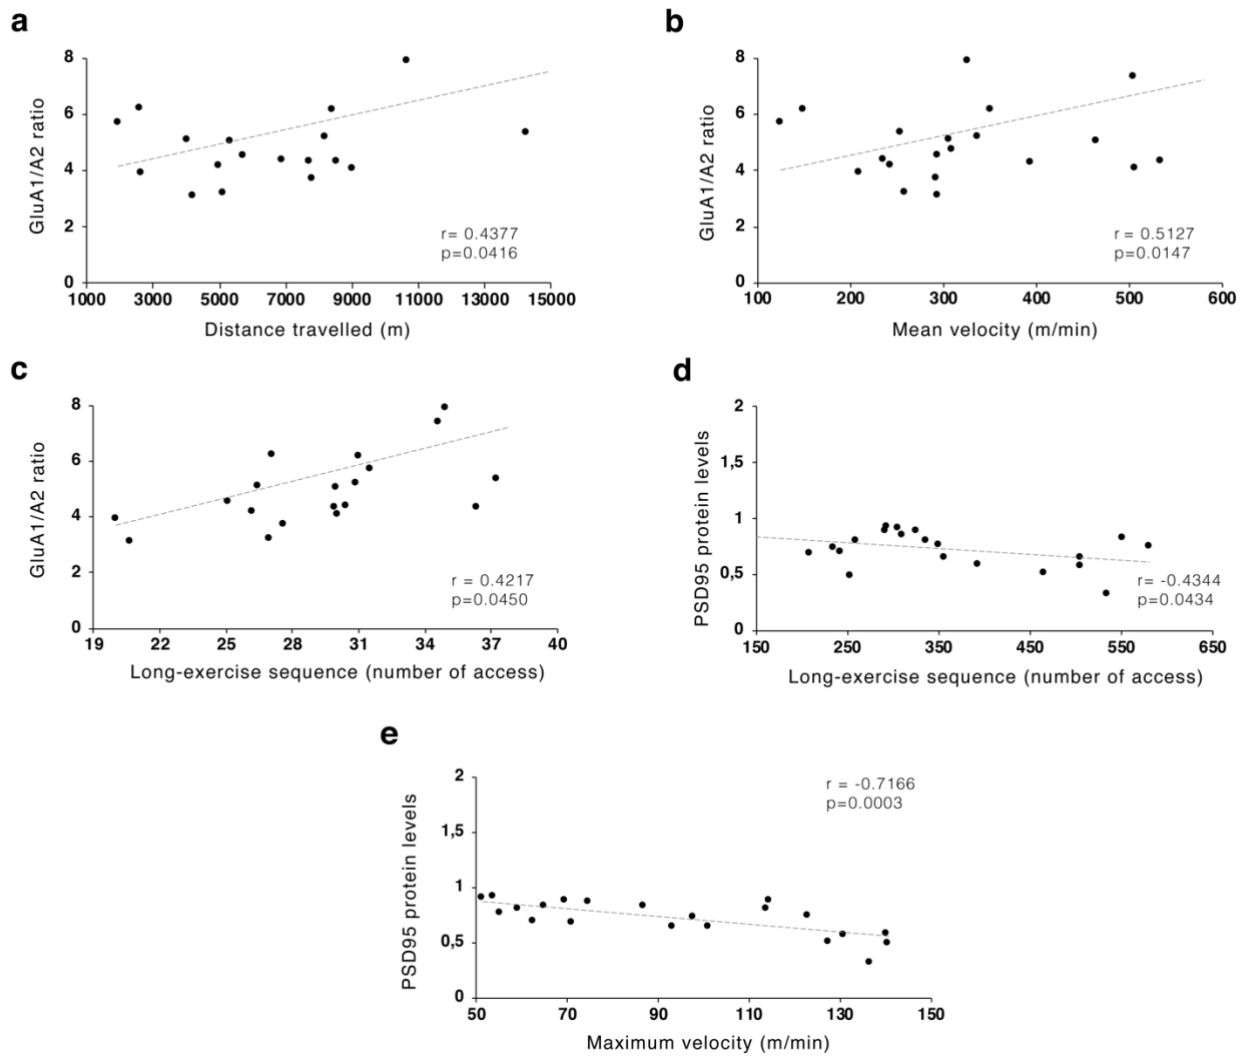 a
8
6
4
2
0
GluA1/A2 ratio
r= 0.4377
p=0.0416
1000 3000 5000 7000 9000 11000 13000 15000
Distance travelled (m)
b
8
6
4
2
0
GluA1/A2 ratio
r = 0.5127
p=0.0147
100 200 300 400 500 600
Mean velocity (m/min)
c
8
6
4
2
0
GluA1/A2 ratio
r = 0.4217
p=0.0450
19 22 25 28 31 34 37 40
Long-exercise sequence (number of access)
d
2
1,5
1
0,5
0
PSD95 protein levels
r= -0.4344
p=0.0434
150 250 350 450 550 650
Long-exercise sequence (number of access)
e
2
1,5
1
0,5
0
PSD95 protein levels
r = -0.7166
p=0.0003
50 70 90 110 130 150
Maximum velocity (m/min)